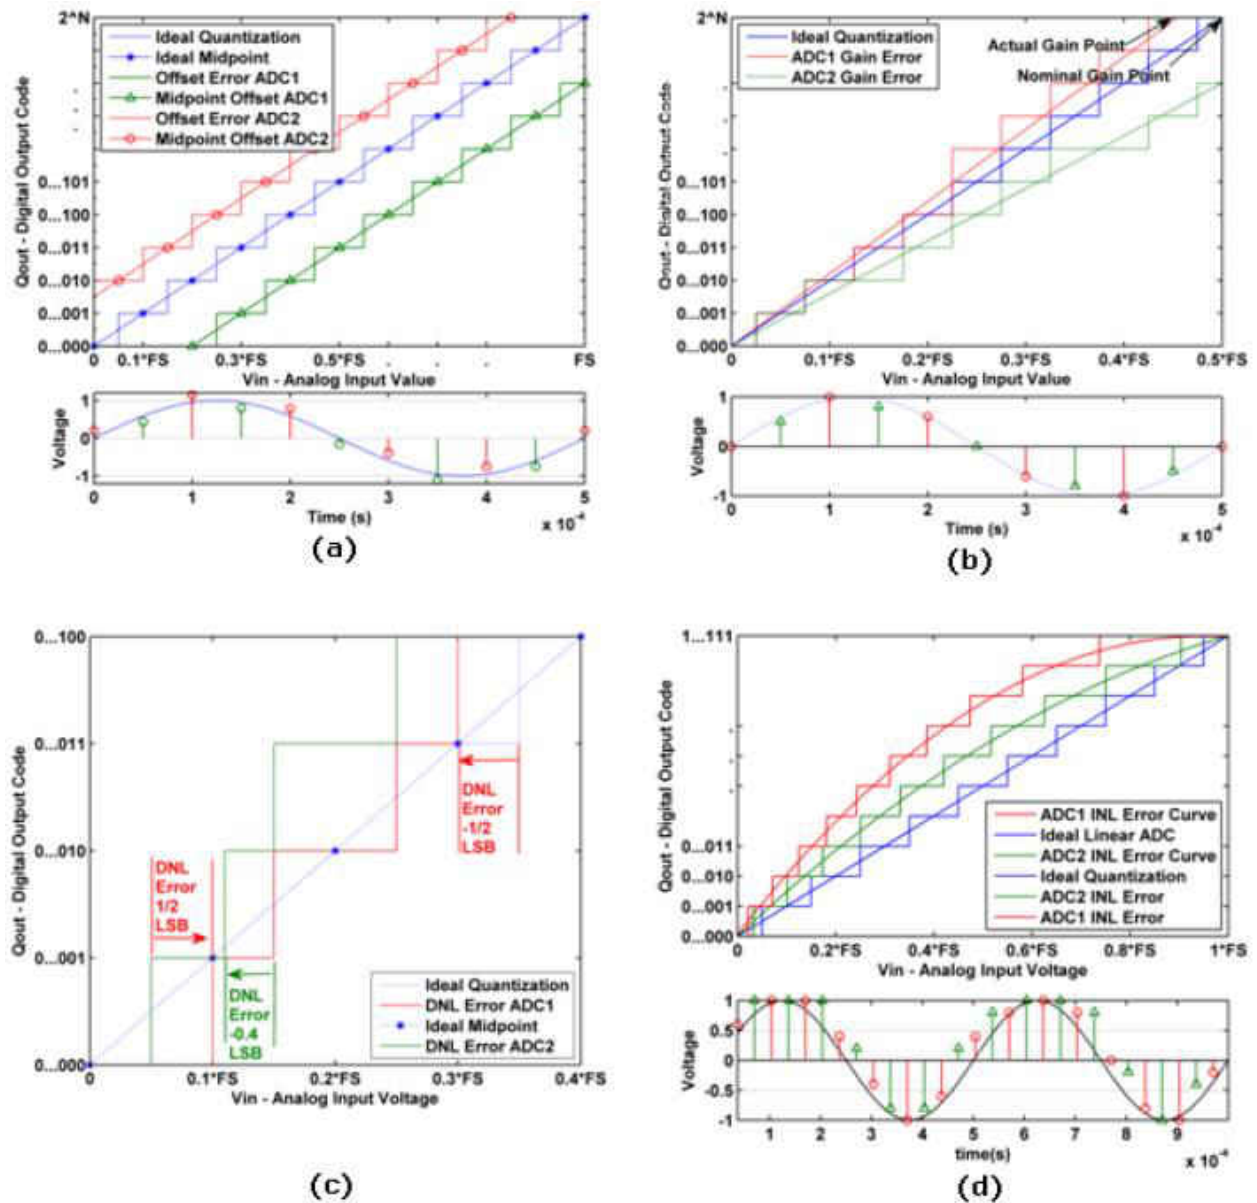 2^N
Ideal Quantization
Ideal Midpoint
Offset Error ADC1
Midpoint Offset ADC1
Offset Error ADC2
Midpoint Offset ADC2
0...101
0...100
0...011
0...010
0...001
0...000
Qout - Digital Output Code
0
0.1*FS
0.3*FS
0.5*FS
FS
Vin - Analog Input Value
1
0
-1
Voltage
0
1
2
3
4
5
Time (s)
x 10^-4
(a)
2^N
Ideal Quantization
ADC1 Gain Error
ADC2 Gain Error
Actual Gain Point
Nominal Gain Point
0...101
0...100
0...011
0...010
0...001
0...000
Qout - Digital Output Code
0
0.1*FS
0.2*FS
0.3*FS
0.4*FS
0.5*FS
Vin - Analog Input Value
1
0
-1
Voltage
0
1
2
3
4
5
Time (s)
x 10^-4
(b)
0...100
0...011
0...010
0...001
0...000
Qout - Digital Output Code
DNL
Error
1/2
LSB
DNL
Error
-0.4
LSB
DNL
Error
-1/2
LSB
Ideal Quantization
DNL Error ADC1
Ideal Midpoint
DNL Error ADC2
0
0.1*FS
0.2*FS
0.3*FS
0.4*FS
Vin - Analog Input Voltage
(c)
1...111
0...011
0...010
0...001
0...000
Qout - Digital Output Code
ADC1 INL Error Curve
Ideal Linear ADC
ADC2 INL Error Curve
Ideal Quantization
ADC2 INL Error
ADC1 INL Error
0
0.2*FS
0.4*FS
0.6*FS
0.8*FS
1*FS
Vin - Analog Input Voltage
1
0.5
0
-0.5
-1
Voltage
1
2
3
4
5
6
7
8
9
time(s)
x 10^-4
(d)